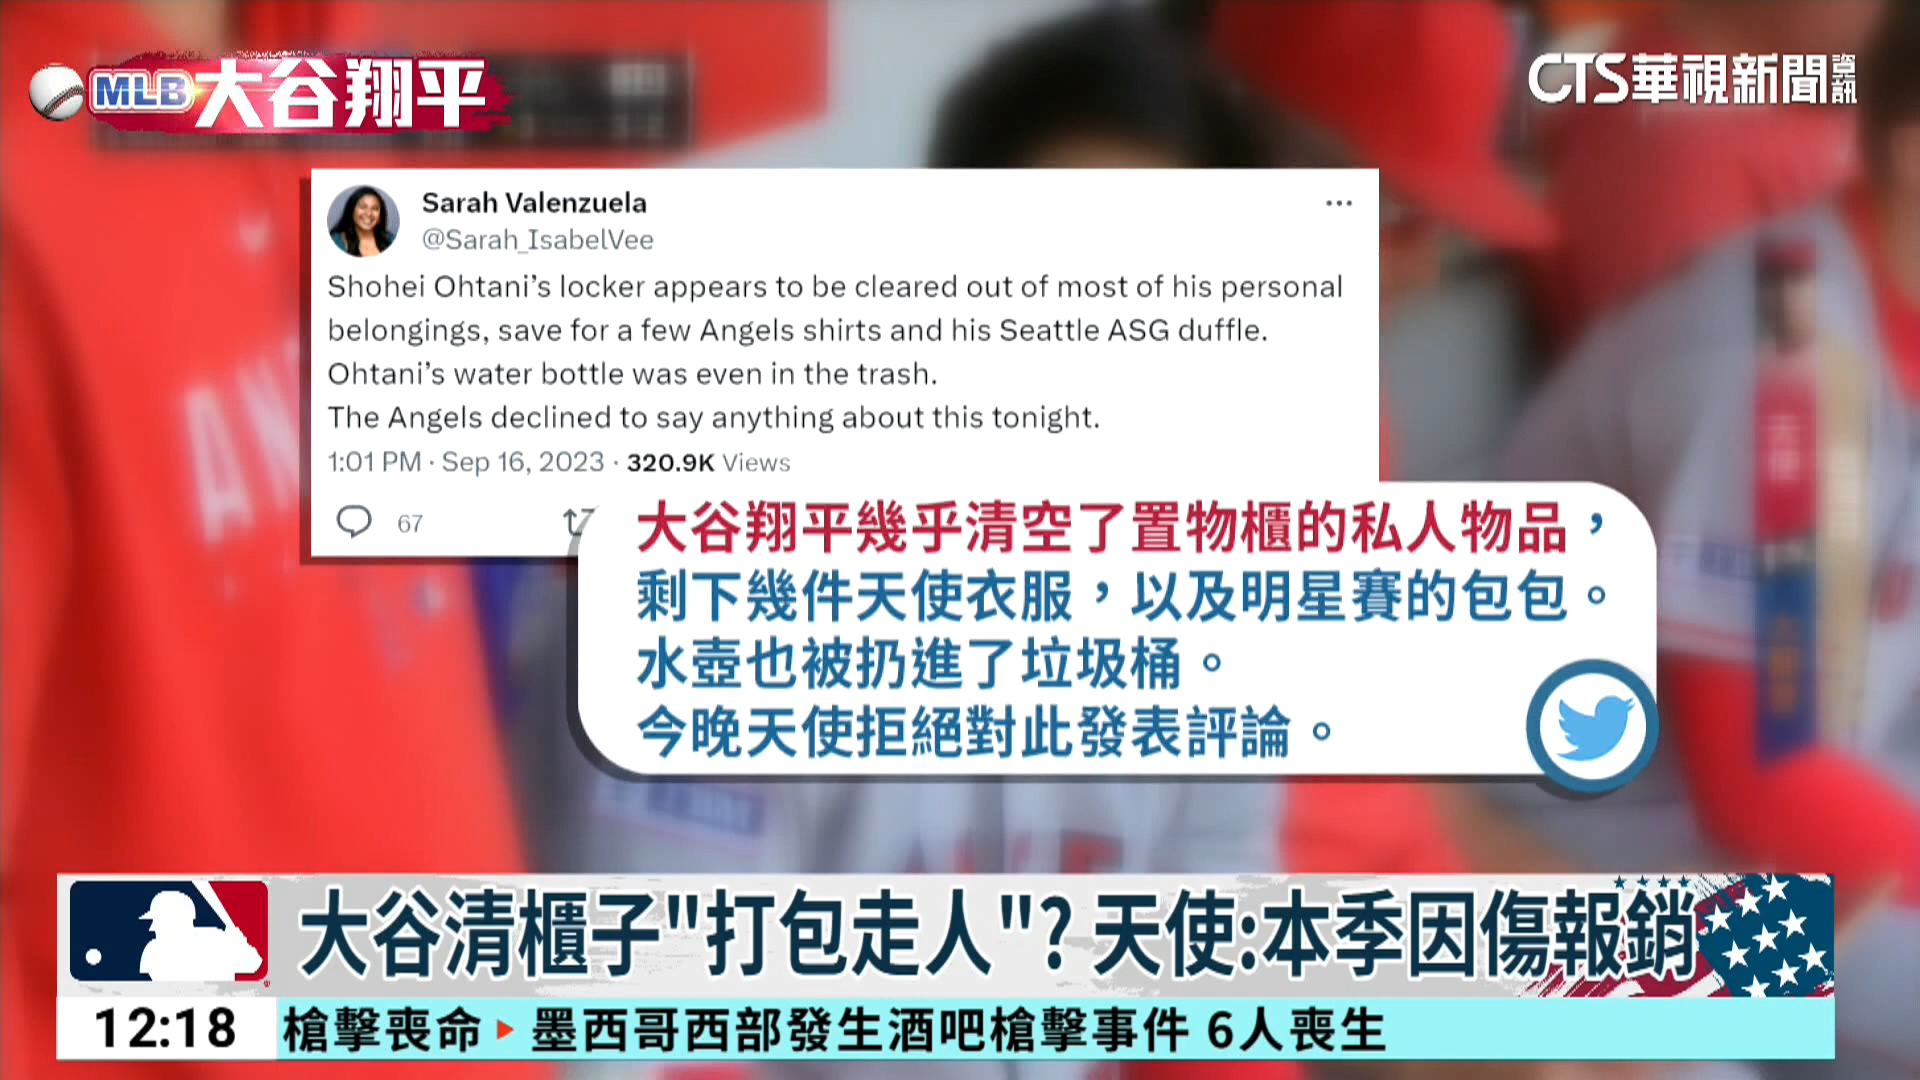 MLB 大谷翔平
CTS華視新聞資訊
Sarah Valenzuela
@Sarah_IsabelVee
Shohei Ohtani’s locker appears to be cleared out of most of his personal
belongings, save for a few Angels shirts and his Seattle ASG duffle.
Ohtani’s water bottle was even in the trash.
The Angels declined to say anything about this tonight.
1:01 PM · Sep 16, 2023 · 320.9K Views
67
大谷翔平幾乎清空了置物櫃的私人物品，
剩下幾件天使衣服，以及明星賽的包包。
水壺也被扔進了垃圾桶。
今晚天使拒絕對此發表評論。
大谷清櫃子"打包走人"? 天使:本季因傷報銷
12:18
槍擊喪命▸墨西哥西部發生酒吧槍擊事件 6人喪生